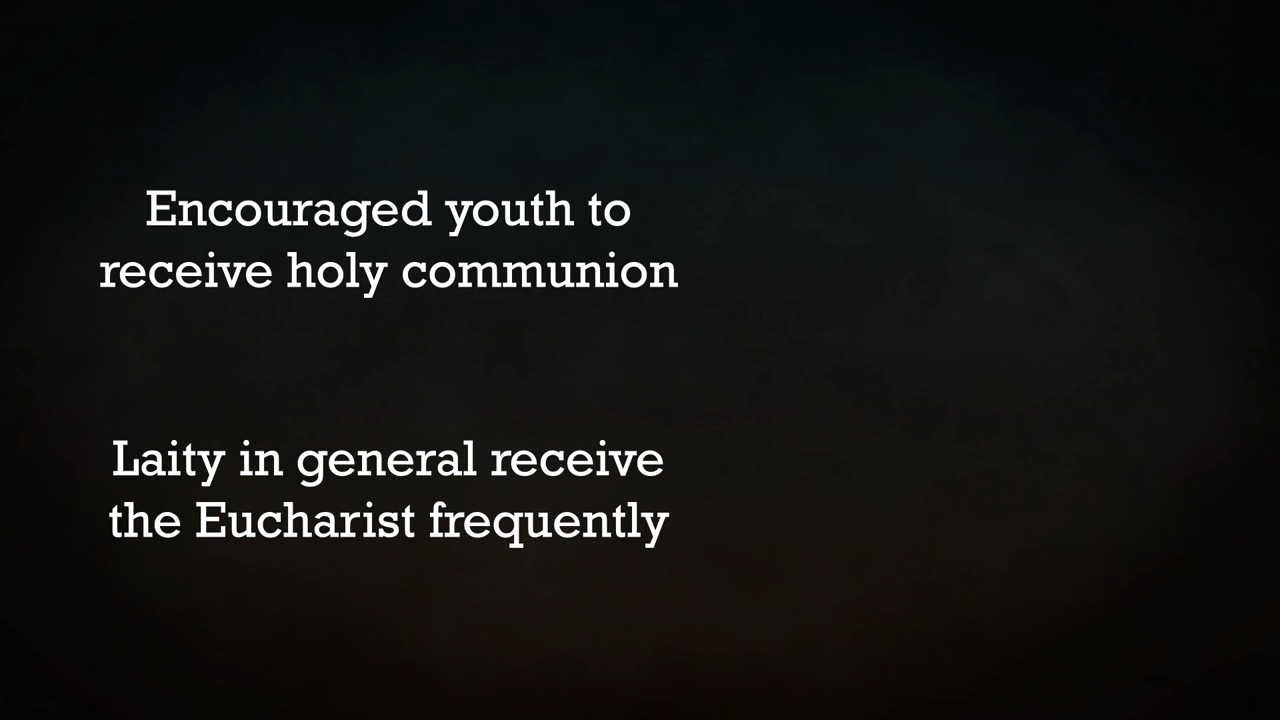 Encouraged youth to
receive holy communion
Laity in general receive
the Eucharist frequently